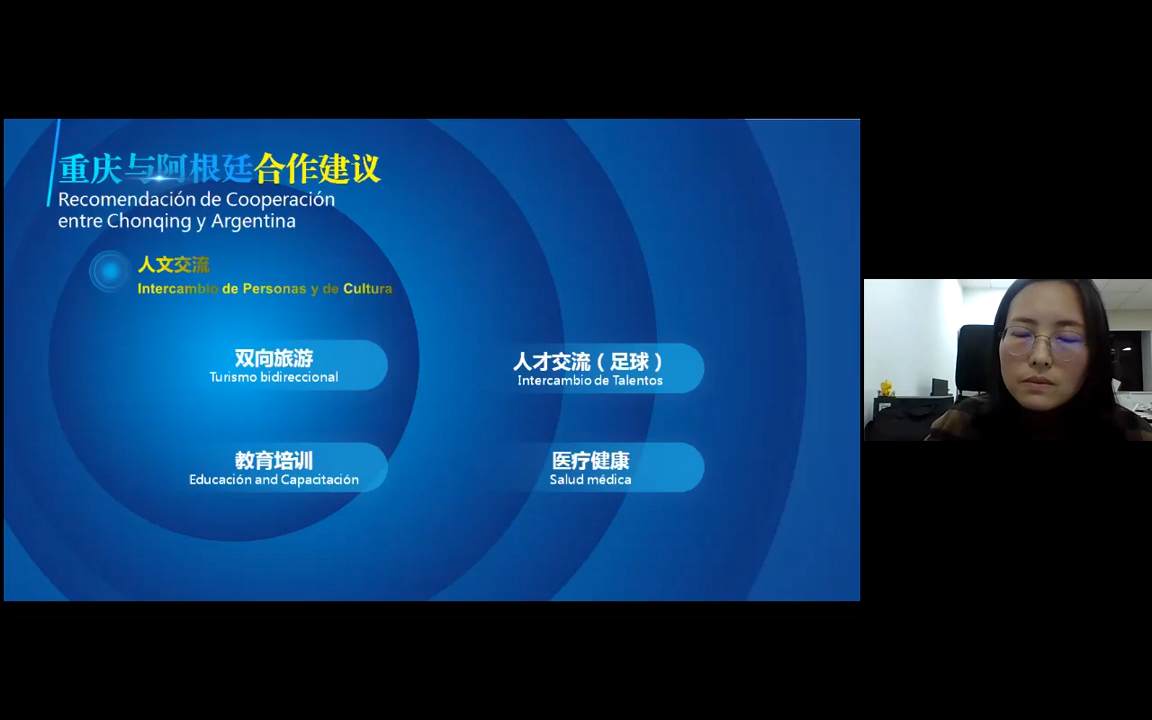 重庆与阿根廷合作建议
Recomendación de Cooperación
entre Chonqing y Argentina
人文交流
Intercambio de Personas y de Cultura
双向旅游
Turismo bidireccional
人才交流（足球）
Intercambio de Talentos
教育培训
Educación and Capacitación
医疗健康
Salud médica